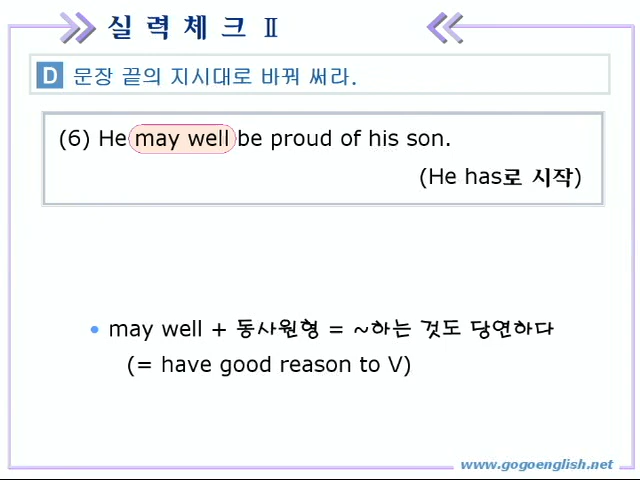 실력체크 Ⅱ
D 문장 끝의 지시대로 바꿔 써라.
(6) He may well be proud of his son.
(He has로 시작)
• may well + 동사원형 = ~하는 것도 당연하다
(= have good reason to V)
www.gogoenglish.net